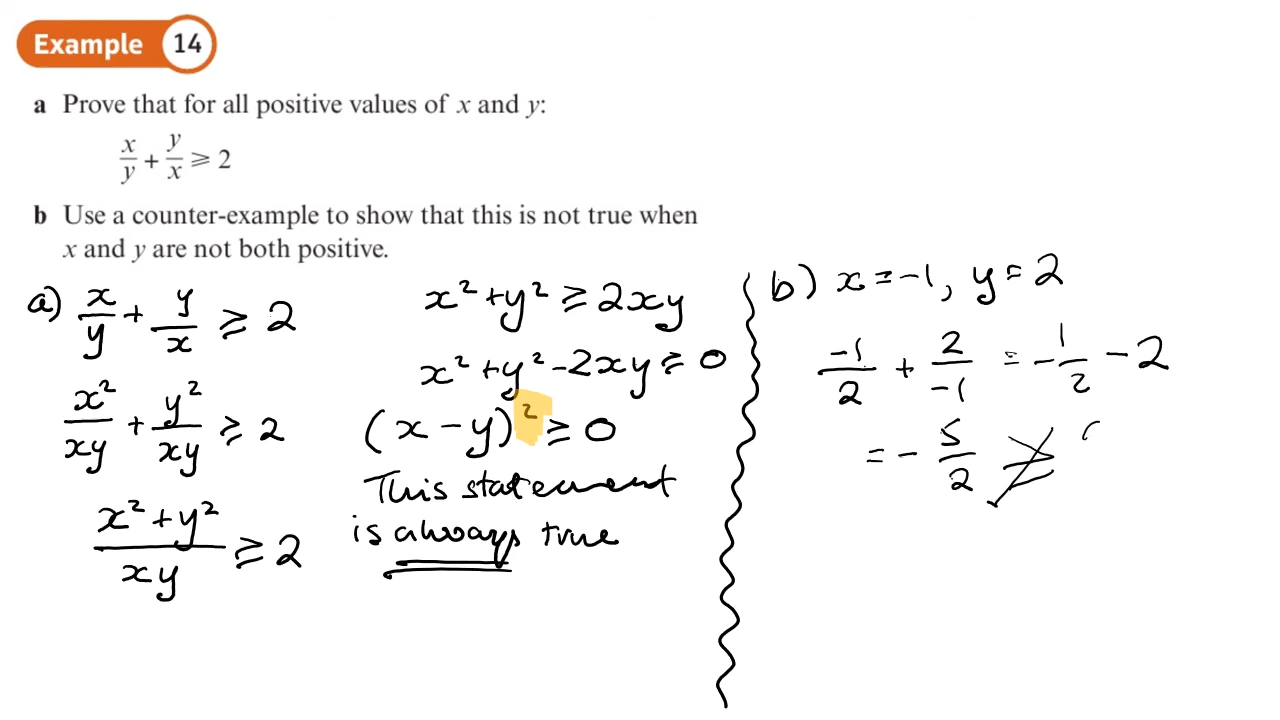 Example 14
a Prove that for all positive values of x and y:
x/y + y/x ⩾ 2
b Use a counter-example to show that this is not true when
x and y are not both positive.
a) x/y + y/x ⩾ 2
x²/xy + y²/xy ⩾ 2
(x² + y²)/xy ⩾ 2
x² + y² ⩾ 2xy
x² + y² - 2xy ⩾ 0
(x - y)² ⩾ 0
This statement
is always true
b) x = -1, y = 2
-1/2 + 2/-1 = -1/2 - 2
= -5/2 ≱